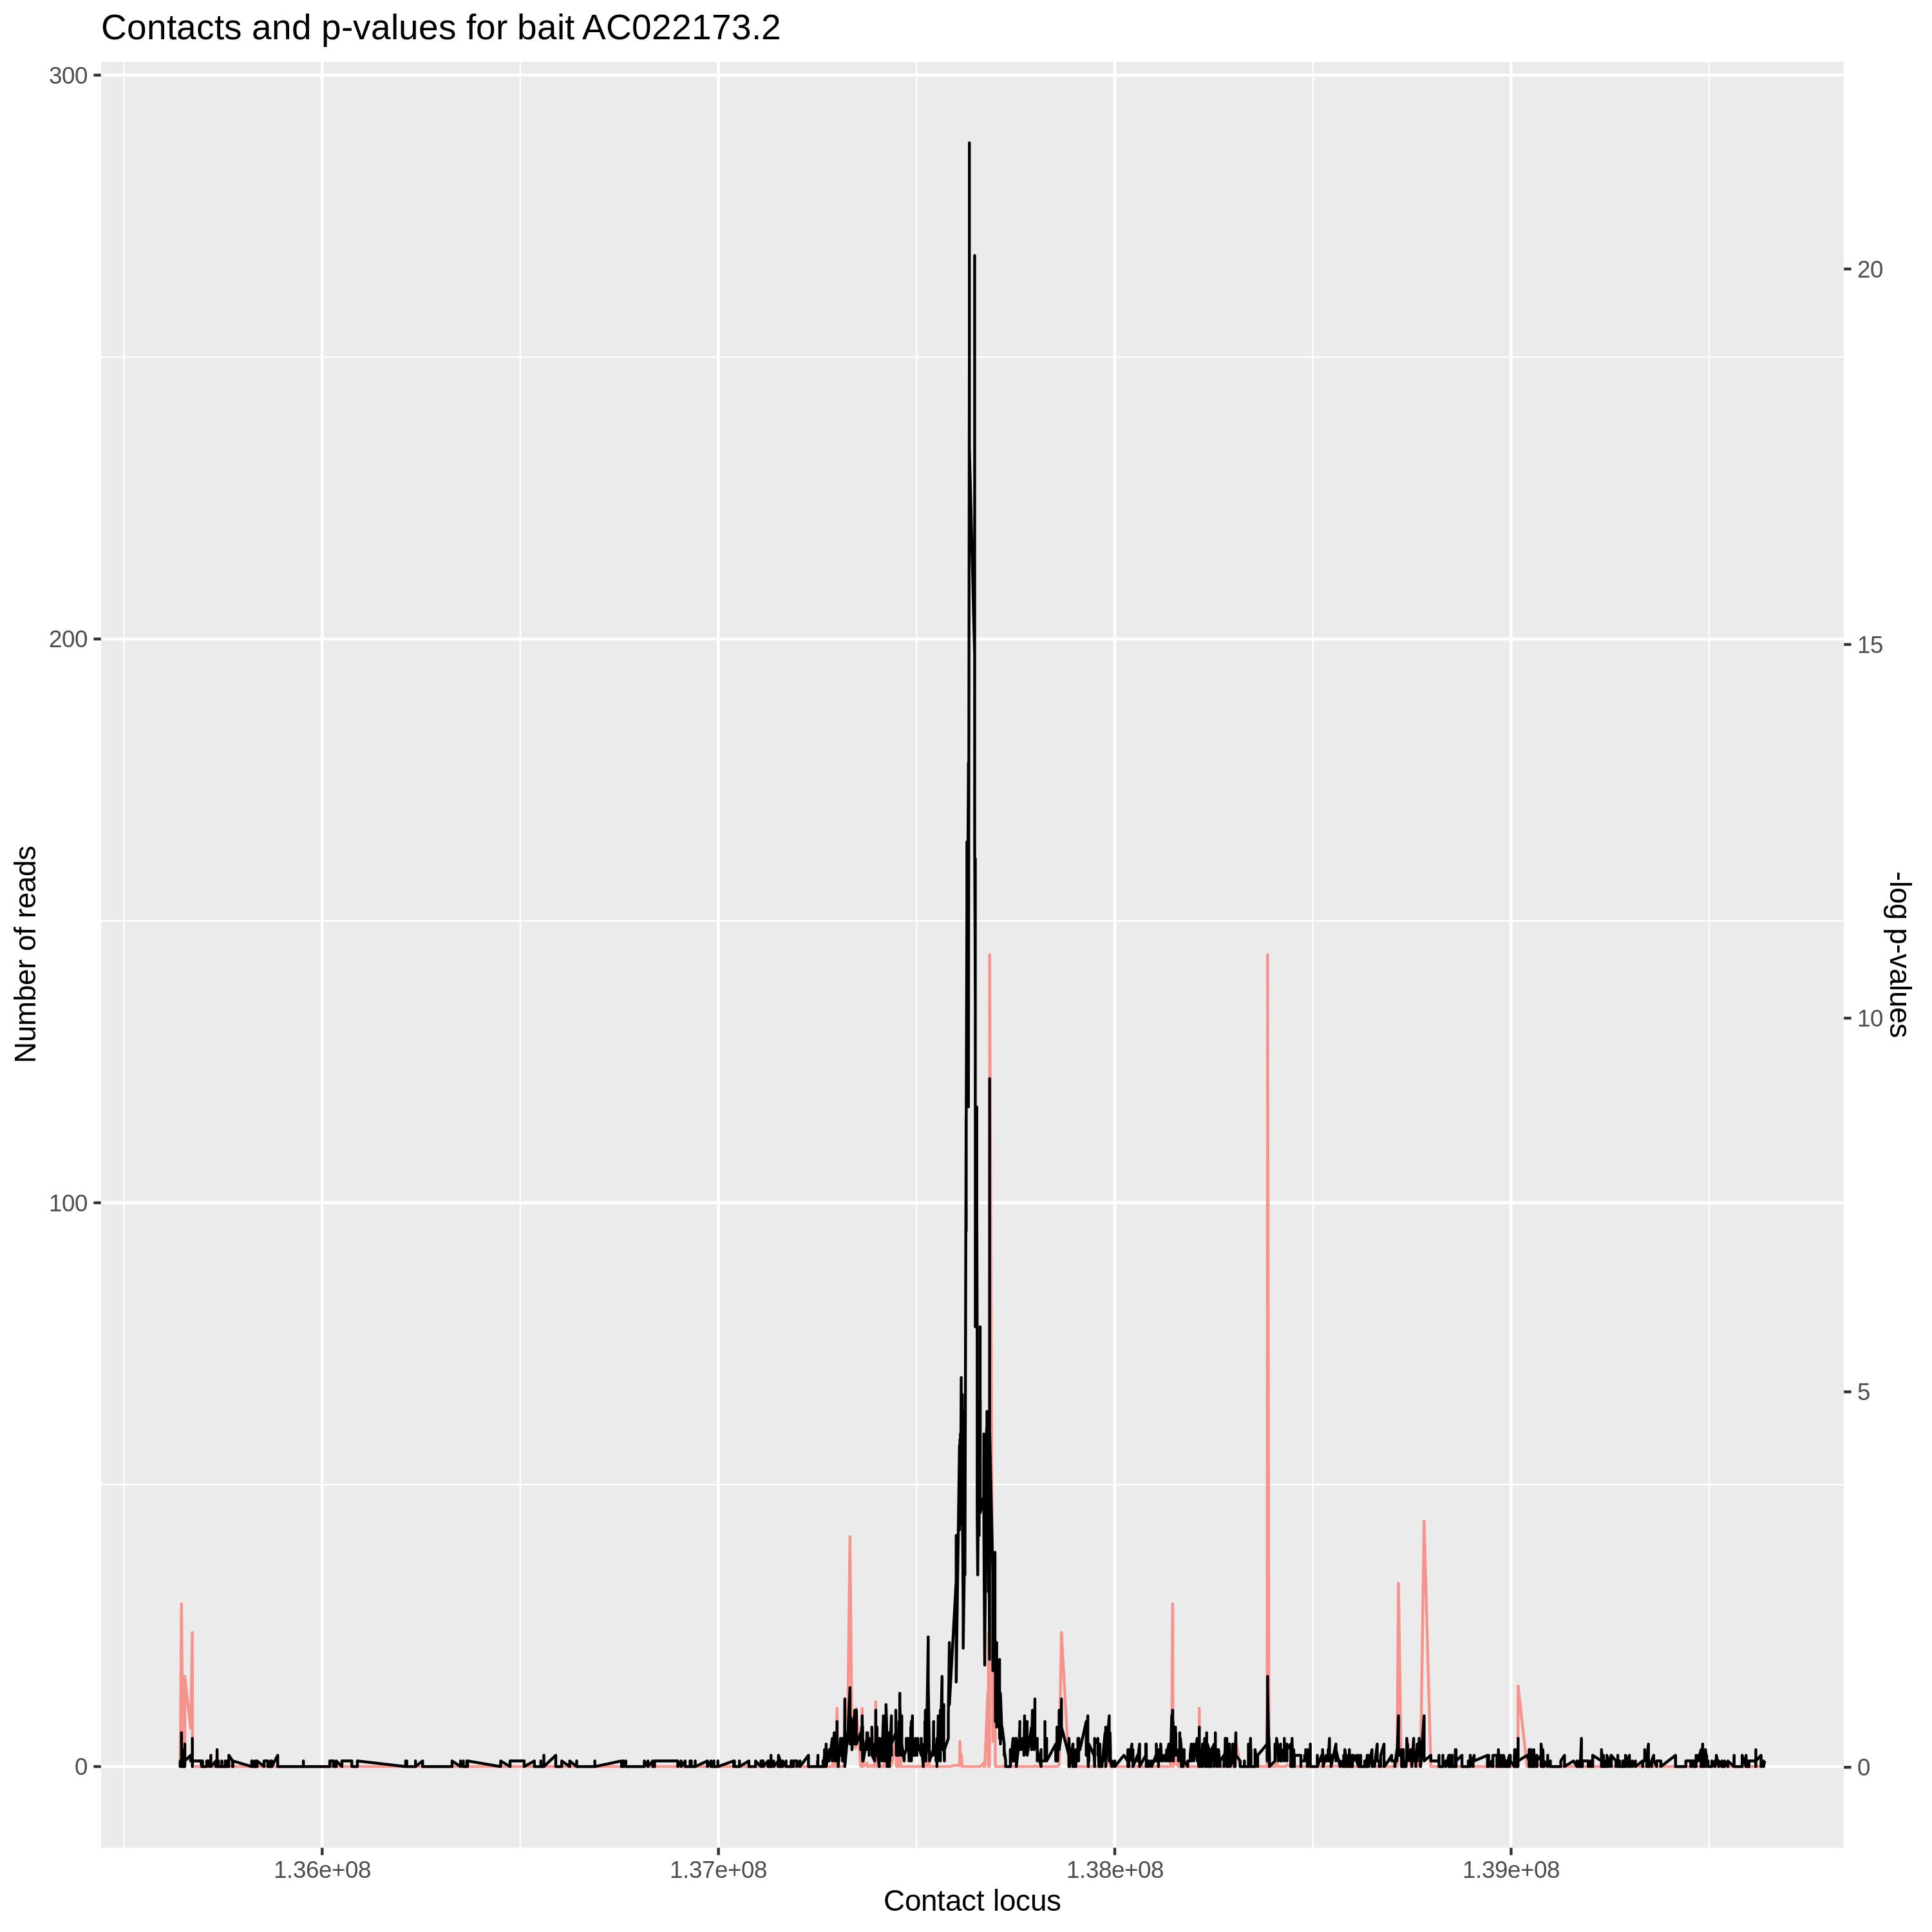 Contacts and p-values for bait AC022173.2
300
200
100
0
20
15
10
5
0
Number of reads
-log p-values
1.36e+08
1.37e+08
1.38e+08
1.39e+08
Contact locus